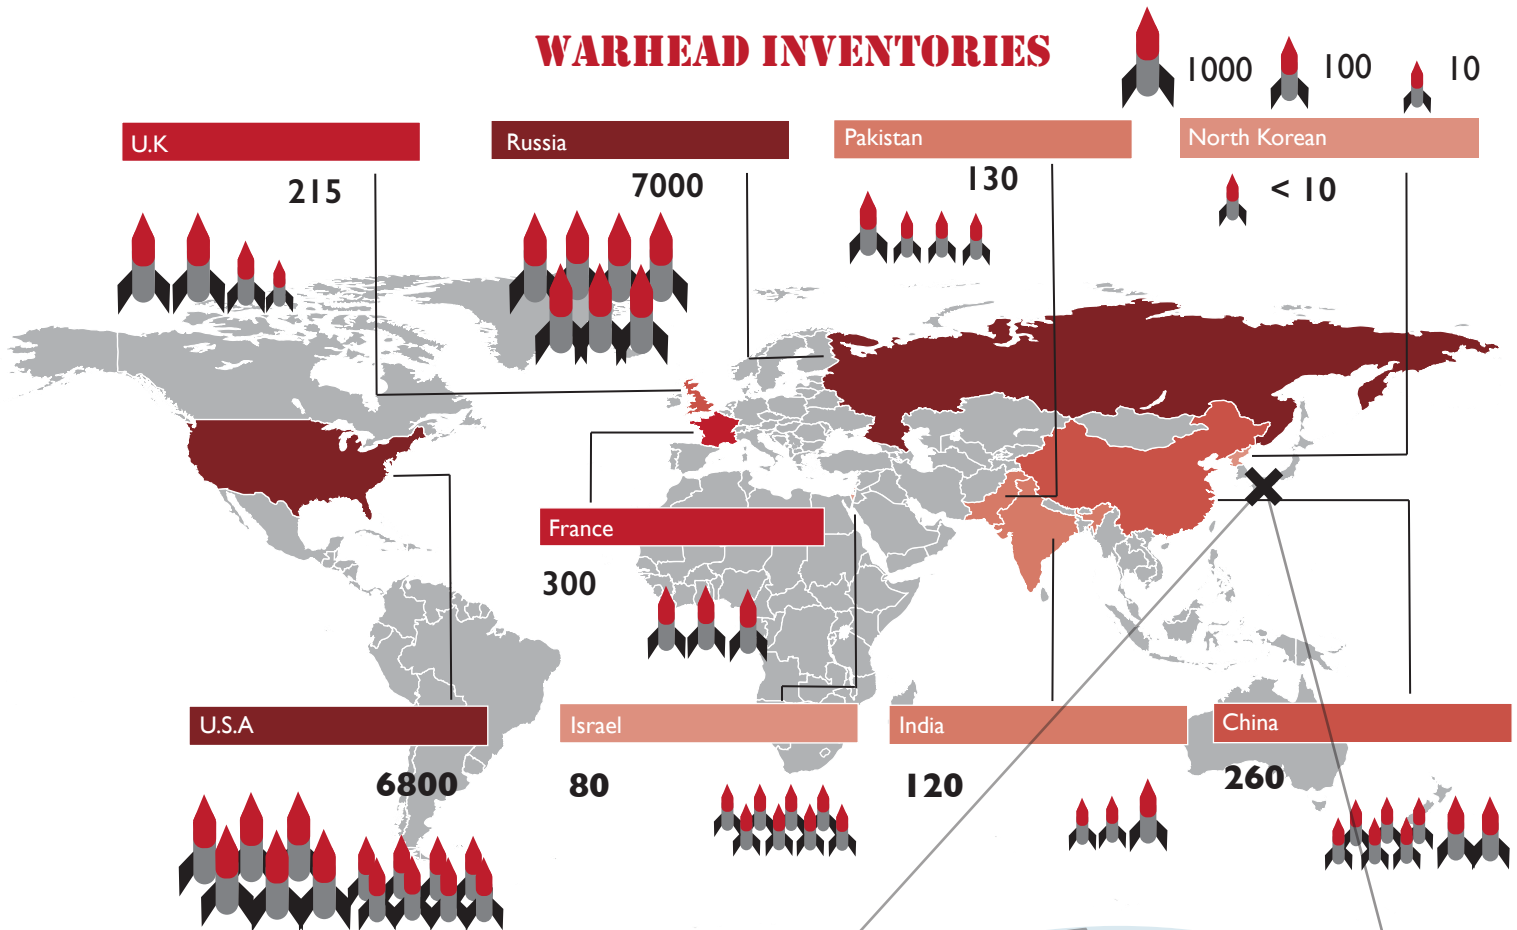 WARHEAD INVENTORIES
1000
100
10
U.K
215
Russia
7000
Pakistan
130
North Korean
< 10
France
300
U.S.A
6800
Israel
80
India
120
China
260